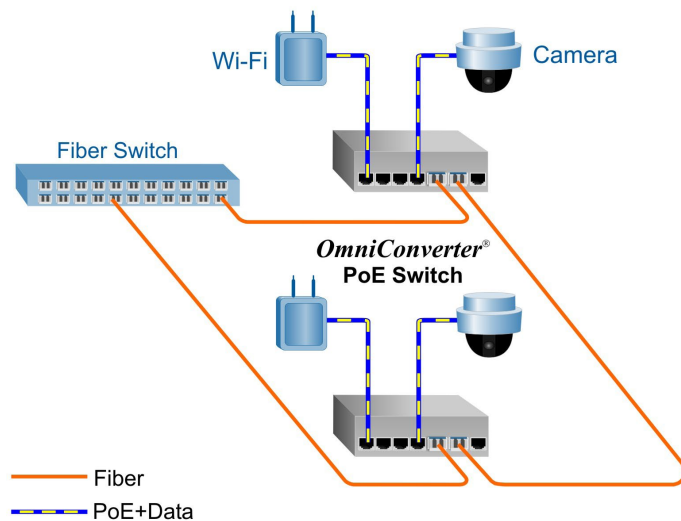 Wi-Fi
Camera
Fiber Switch
OmniConverter®
PoE Switch
Fiber
PoE+Data